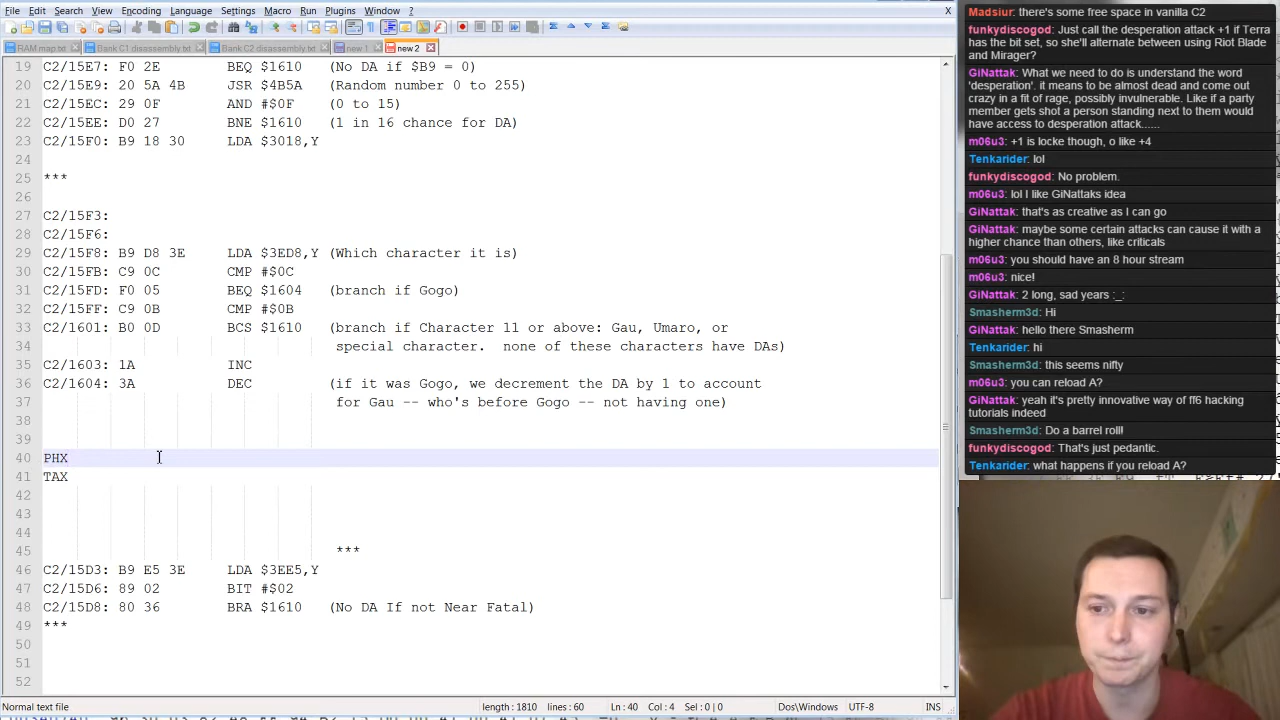 File Edit Search View Encoding Language Settings Macro Run Plugins Window ? X
RAM map.txt Bank C1 disassembly.txt Bank C2 disassembly.txt new 1 new 2
19 C2/15E7: F0 2E BEQ $1610 (No DA if $B9 = 0)
20 C2/15E9: 20 5A 4B JSR $4B5A (Random number 0 to 255)
21 C2/15EC: 29 0F AND #$0F (0 to 15)
22 C2/15EE: D0 27 BNE $1610 (1 in 16 chance for DA)
23 C2/15F0: B9 18 30 LDA $3018,Y
24
25 ***
26
27 C2/15F3:
28 C2/15F6:
29 C2/15F8: B9 D8 3E LDA $3ED8,Y (Which character it is)
30 C2/15FB: C9 0C CMP #$0C
31 C2/15FD: F0 05 BEQ $1604 (branch if Gogo)
32 C2/15FF: C9 0B CMP #$0B
33 C2/1601: B0 0D BCS $1610 (branch if Character 11 or above: Gau, Umaro, or
34 special character. none of these characters have DAs)
35 C2/1603: 1A INC
36 C2/1604: 3A DEC (if it was Gogo, we decrement the DA by 1 to account
37 for Gau -- who's before Gogo -- not having one)
38
39
40 PHX
41 TAX
42
43
44
45 ***
46 C2/15D3: B9 E5 3E LDA $3EE5,Y
47 C2/15D6: 89 02 BIT #$02
48 C2/15D8: 80 36 BRA $1610 (No DA If not Near Fatal)
49 ***
50
51
52
Normal text file length : 1810 lines : 60 Ln : 40 Col : 4 Sel : 0 | 0 Dos\Windows UTF-8 INS
Madsiur: there's some free space in vanilla C2
funkydiscogod: Just call the desperation attack +1 if Terra
has the bit set, so she'll alternate between using Riot Blade
and Mirager?
GiNattak: What we need to do is understand the word
'desperation'. it means to be almost dead and come out
crazy in a fit of rage, possibly invulnerable. Like if a party
member gets shot a person standing next to them would
have access to desperation attack......
m06u3: +1 is locke though, o like +4
Tenkarider: lol
funkydiscogod: No problem.
m06u3: lol I like GiNattaks idea
GiNattak: that's as creative as I can go
GiNattak: maybe some certain attacks can cause it with a
higher chance than others, like criticals
m06u3: you should have an 8 hour stream
m06u3: nice!
GiNattak: 2 long, sad years :_:
Smasherm3d: Hi
GiNattak: hello there Smasherm
Tenkarider: hi
Smasherm3d: this seems nifty
m06u3: you can reload A?
GiNattak: yeah it's pretty innovative way of ff6 hacking
tutorials indeed
Smasherm3d: Do a barrel roll!
funkydiscogod: That's just pedantic.
Tenkarider: what happens if you reload A?